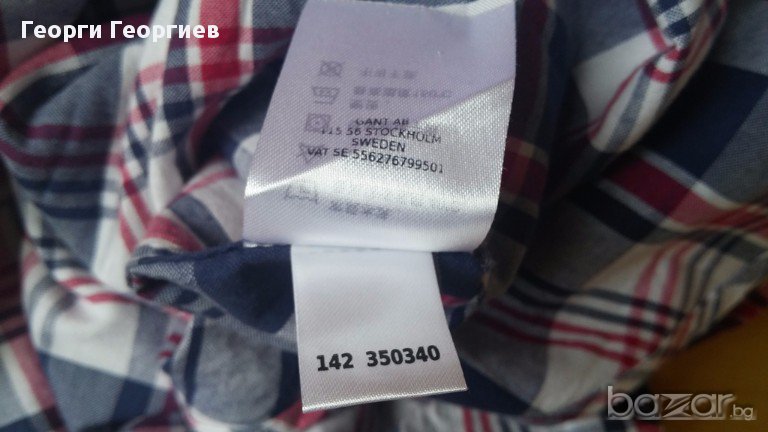 Георги Георгиев
GANT AB
115 56 STOCKHOLM
SWEDEN
VAT SE 556276799501
142 350340
bazar.bg